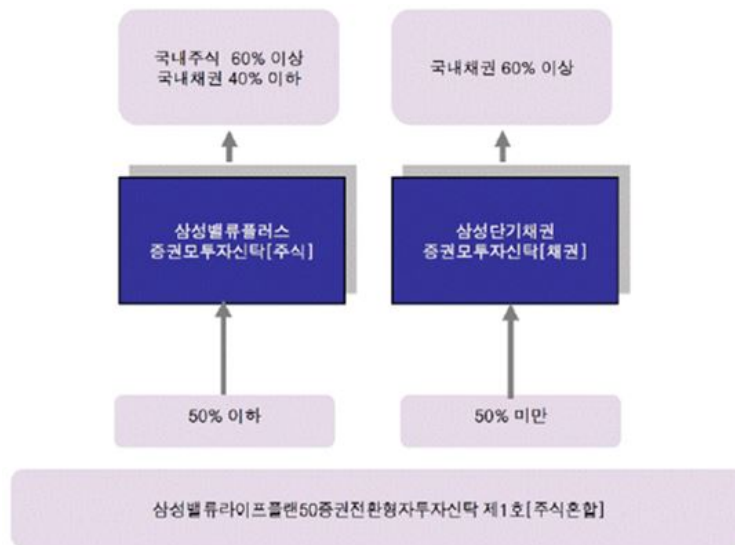 국내주식 60% 이상
국내채권 40% 이하
국내채권 60% 이상
삼성밸류플러스
증권모투자신탁[주식]
삼성단기채권
증권모투자신탁[채권]
50% 이하
50% 미만
삼성밸류라이프플랜50증권전환형자투자신탁 제1호[주식혼합]